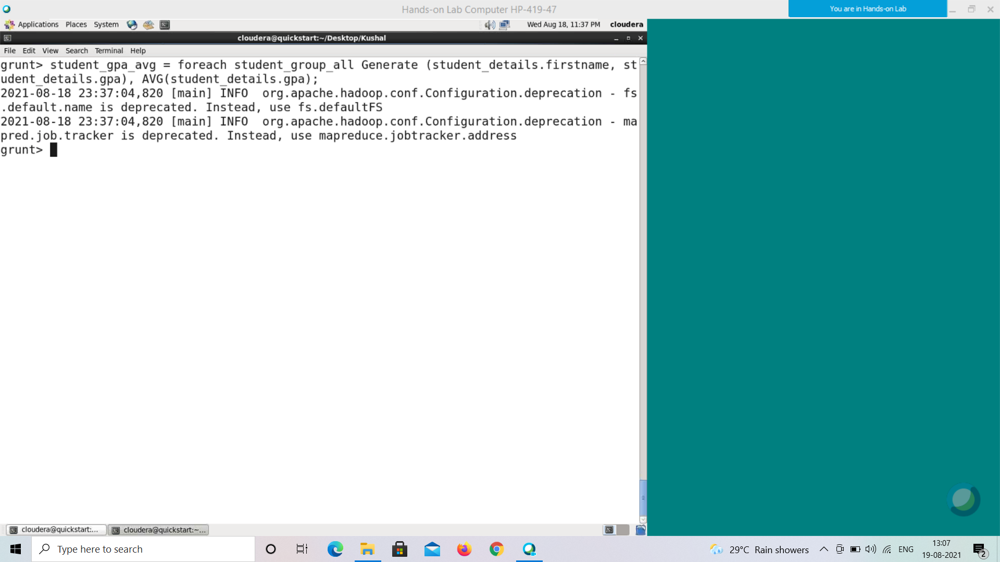 Hands-on Lab Computer HP-419-47
You are in Hands-on Lab
Applications Places System
Wed Aug 18, 11:37 PM cloudera
cloudera@quickstart:~/Desktop/Kushal
File Edit View Search Terminal Help
grunt> student_gpa_avg = foreach student_group_all Generate (student_details.firstname, st
udent_details.gpa), AVG(student_details.gpa);
2021-08-18 23:37:04,820 [main] INFO  org.apache.hadoop.conf.Configuration.deprecation - fs
.default.name is deprecated. Instead, use fs.defaultFS
2021-08-18 23:37:04,820 [main] INFO  org.apache.hadoop.conf.Configuration.deprecation - ma
pred.job.tracker is deprecated. Instead, use mapreduce.jobtracker.address
grunt>
cloudera@quickstart:...
cloudera@quickstart:~...
Type here to search
29°C Rain showers
ENG
13:07
19-08-2021
2